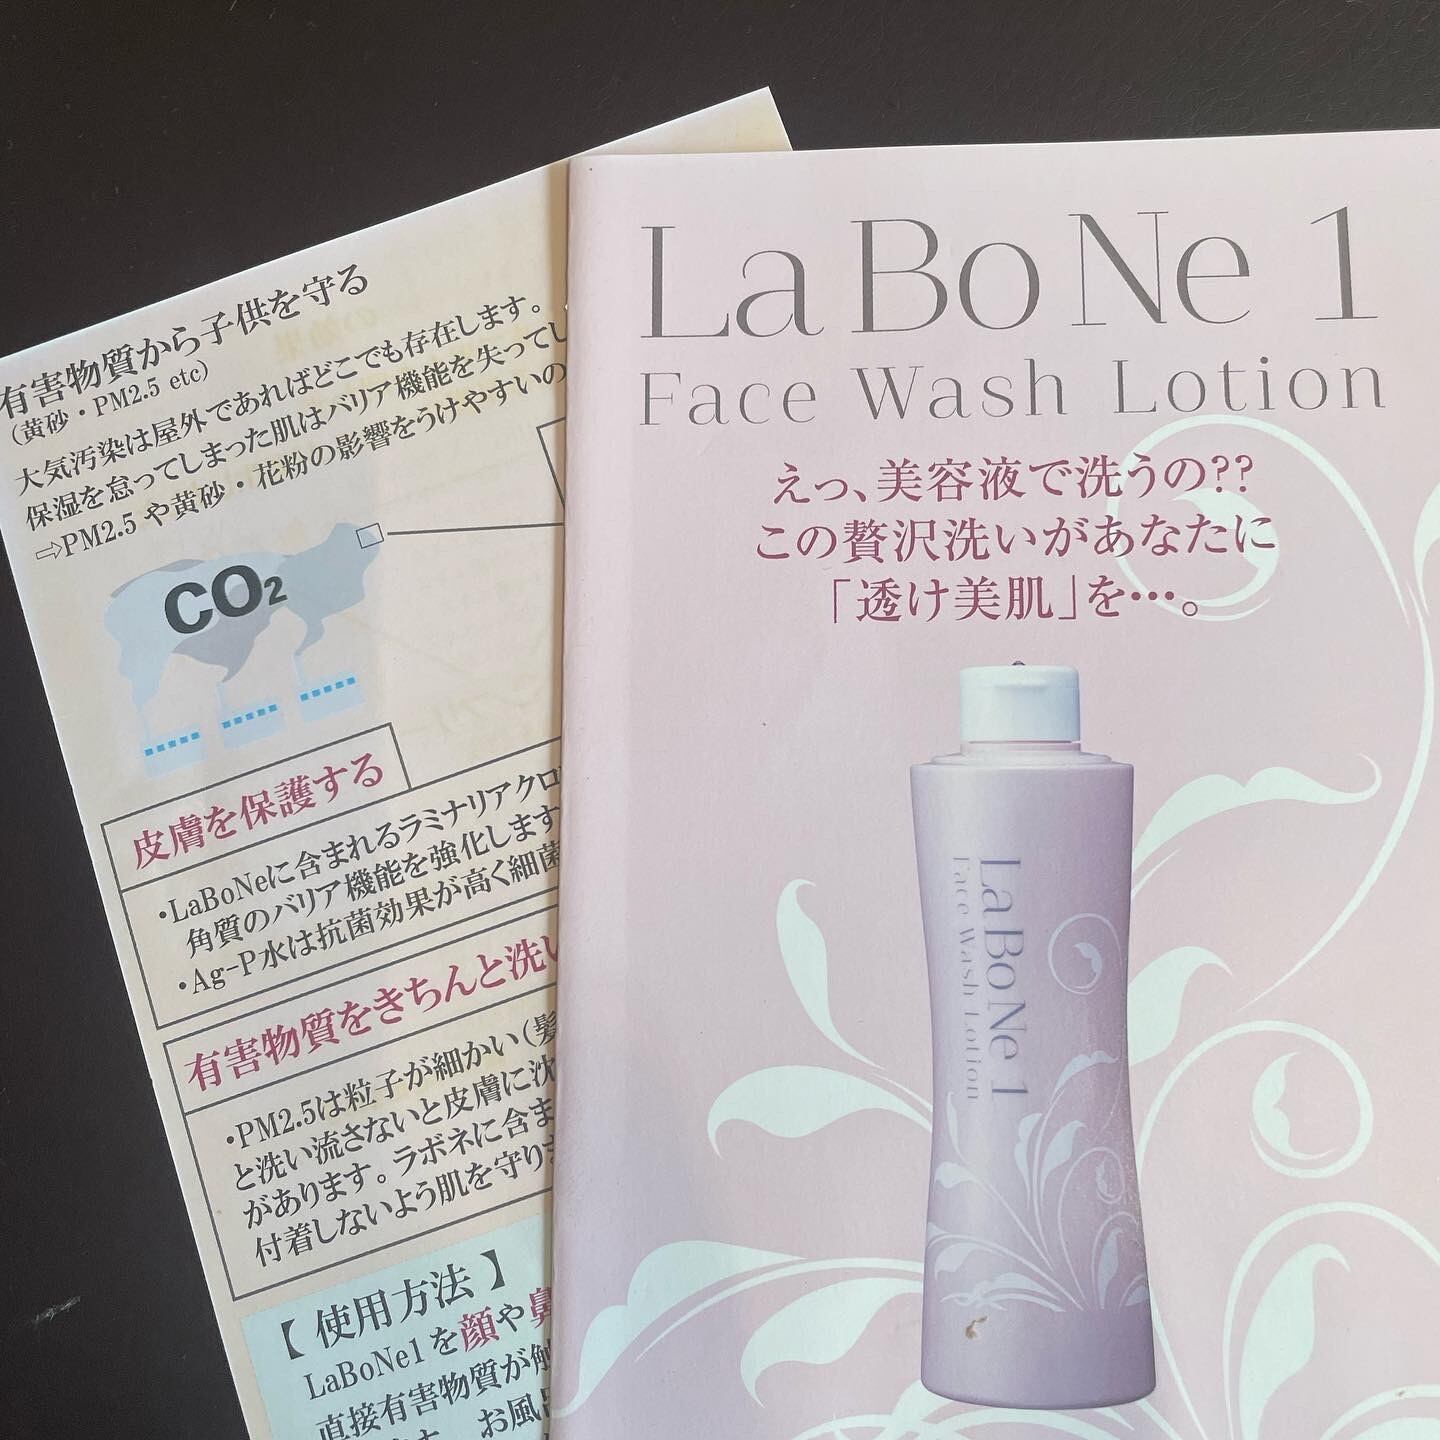 有害物質から子供を守る
(黄砂・PM2.5 etc)
大気汚染は屋外であればどこでも存在します。
保湿を怠ってしまった肌はバリア機能を失ってし
⇨PM2.5や黄砂・花粉の影響をうけやすいの
CO2
皮膚を保護する
・LaBoNeに含まれるラミナリアクロ
角質のバリア機能を強化します
・Ag-P水は抗菌効果が高く細菌
有害物質をきちんと洗い
・PM2.5は粒子が細かい(髪
と洗い流さないと皮膚に沈
があります。ラボネに含ま
付着しないよう肌を守りま
【使用方法】
LaBoNe1を顔や鼻
直接有害物質が触
お風呂
LaBoNe 1
Face Wash Lotion
えっ、美容液で洗うの??
この贅沢洗いがあなたに
「透け美肌」を…。
LaBoNe 1
Face Wash Lotion